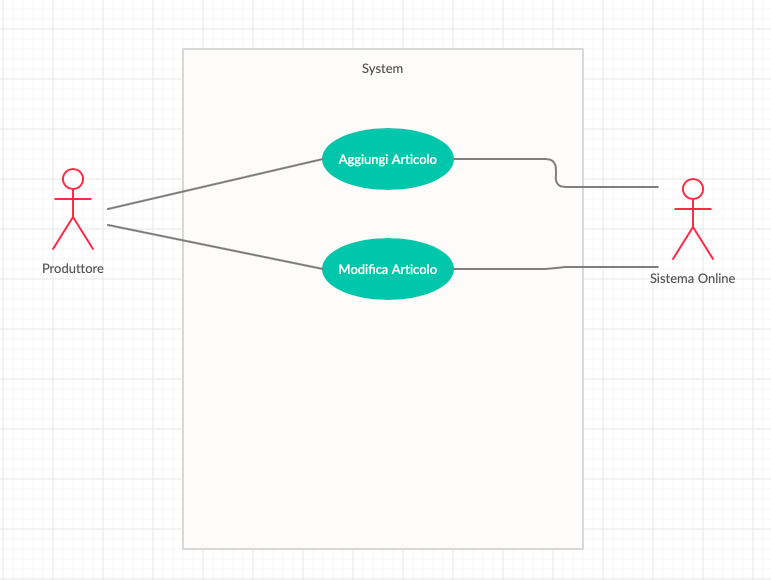 System
Aggiungi Articolo
Modifica Articolo
Produttore
Sistema Online